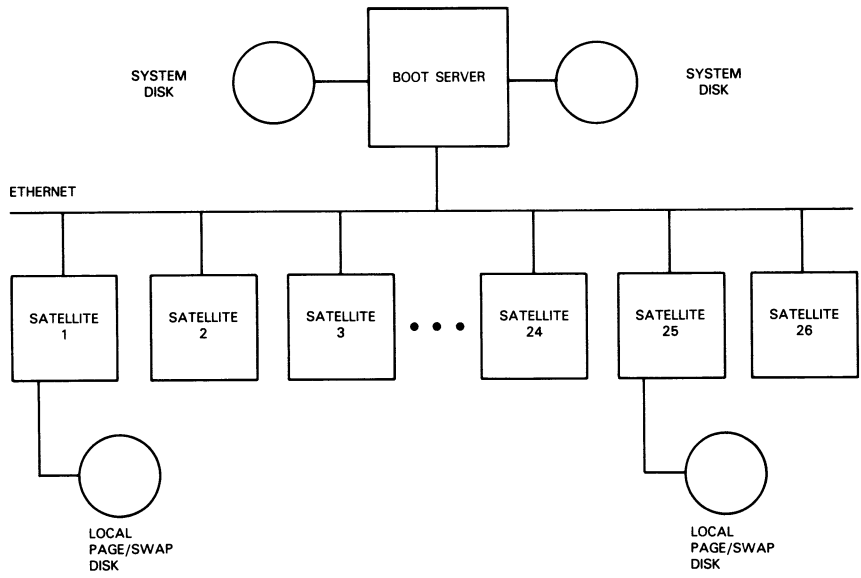 SYSTEM
DISK
BOOT SERVER
SYSTEM
DISK
ETHERNET
SATELLITE
1
SATELLITE
2
SATELLITE
3
SATELLITE
24
SATELLITE
25
SATELLITE
26
LOCAL
PAGE/SWAP
DISK
LOCAL
PAGE/SWAP
DISK